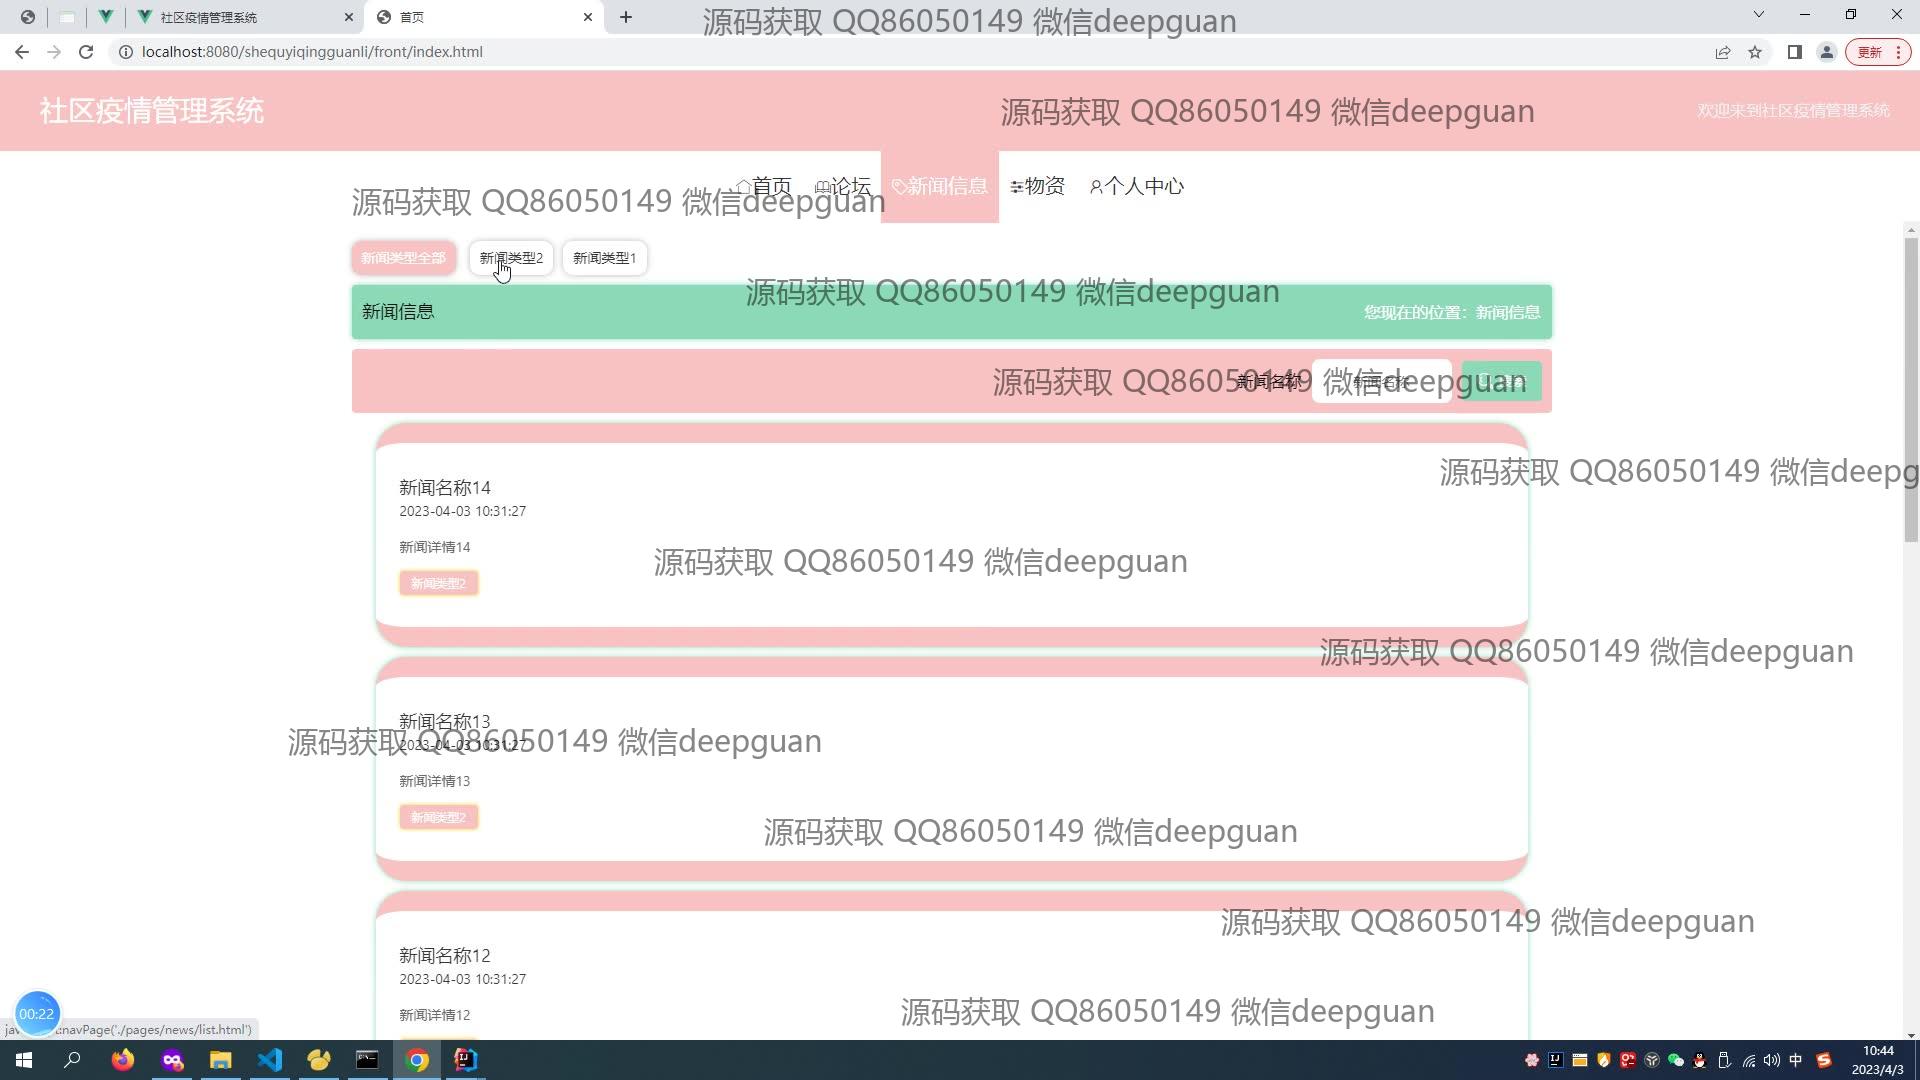 社区疫情管理系统
首页
源码获取 QQ86050149 微信deepguan
localhost:8080/shequyiqingguanli/front/index.html
更新
社区疫情管理系统
源码获取 QQ86050149 微信deepguan
欢迎来到社区疫情管理系统
首页
论坛
新闻信息
物资
个人中心
源码获取 QQ86050149 微信deepguan
新闻类型全部
新闻类型2
新闻类型1
新闻信息
源码获取 QQ86050149 微信deepguan
您现在的位置：新闻信息
新闻名称
新闻名称
源码获取 QQ86050149 微信deepguan
新闻名称14
2023-04-03 10:31:27
新闻详情14
新闻类型2
源码获取 QQ86050149 微信deepg
源码获取 QQ86050149 微信deepguan
源码获取 QQ86050149 微信deepguan
新闻名称13
2023-04-03 10:31:27
源码获取 QQ86050149 微信deepguan
新闻详情13
新闻类型2
源码获取 QQ86050149 微信deepguan
源码获取 QQ86050149 微信deepguan
新闻名称12
2023-04-03 10:31:27
新闻详情12
源码获取 QQ86050149 微信deepguan
00:22
:navPage('./pages/news/list.html')
中
10:44
2023/4/3